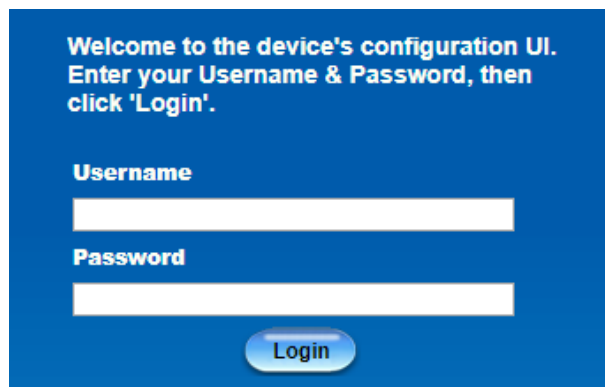 Welcome to the device's configuration UI.
Enter your Username & Password, then
click 'Login'.
Username
Password
Login